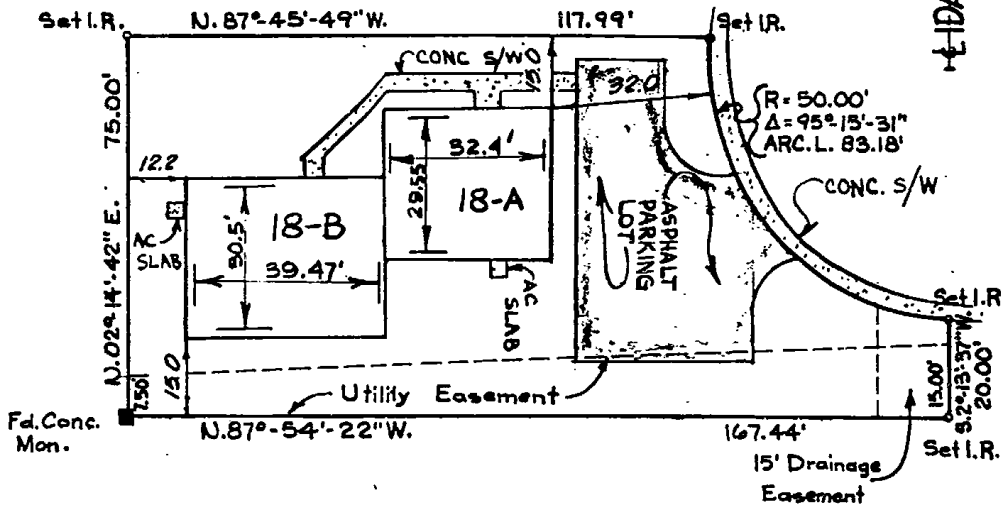 Set I.R.
N. 87°-45'-49" W.
117.99'
Set I.R.
CONC S/W
15.0
32.0
R = 50.00'
Δ = 95°-15'-31"
ARC. L. 83.18'
75.00'
N. 02°-14'-42" E.
12.2
32.4'
29.55
18-A
CONC. S/W
AC
SLAB
18-B
30.5'
39.47'
ASPHALT
PARKING
LOT
AC
SLAB
Set I.R.
7.50
15.0
Utility Easement
15.00'
S. 2°-13'-37" W.
20.00'
Fd. Conc.
Mon.
N. 87°-54'-22" W.
167.44'
Set I.R.
15' Drainage
Easement